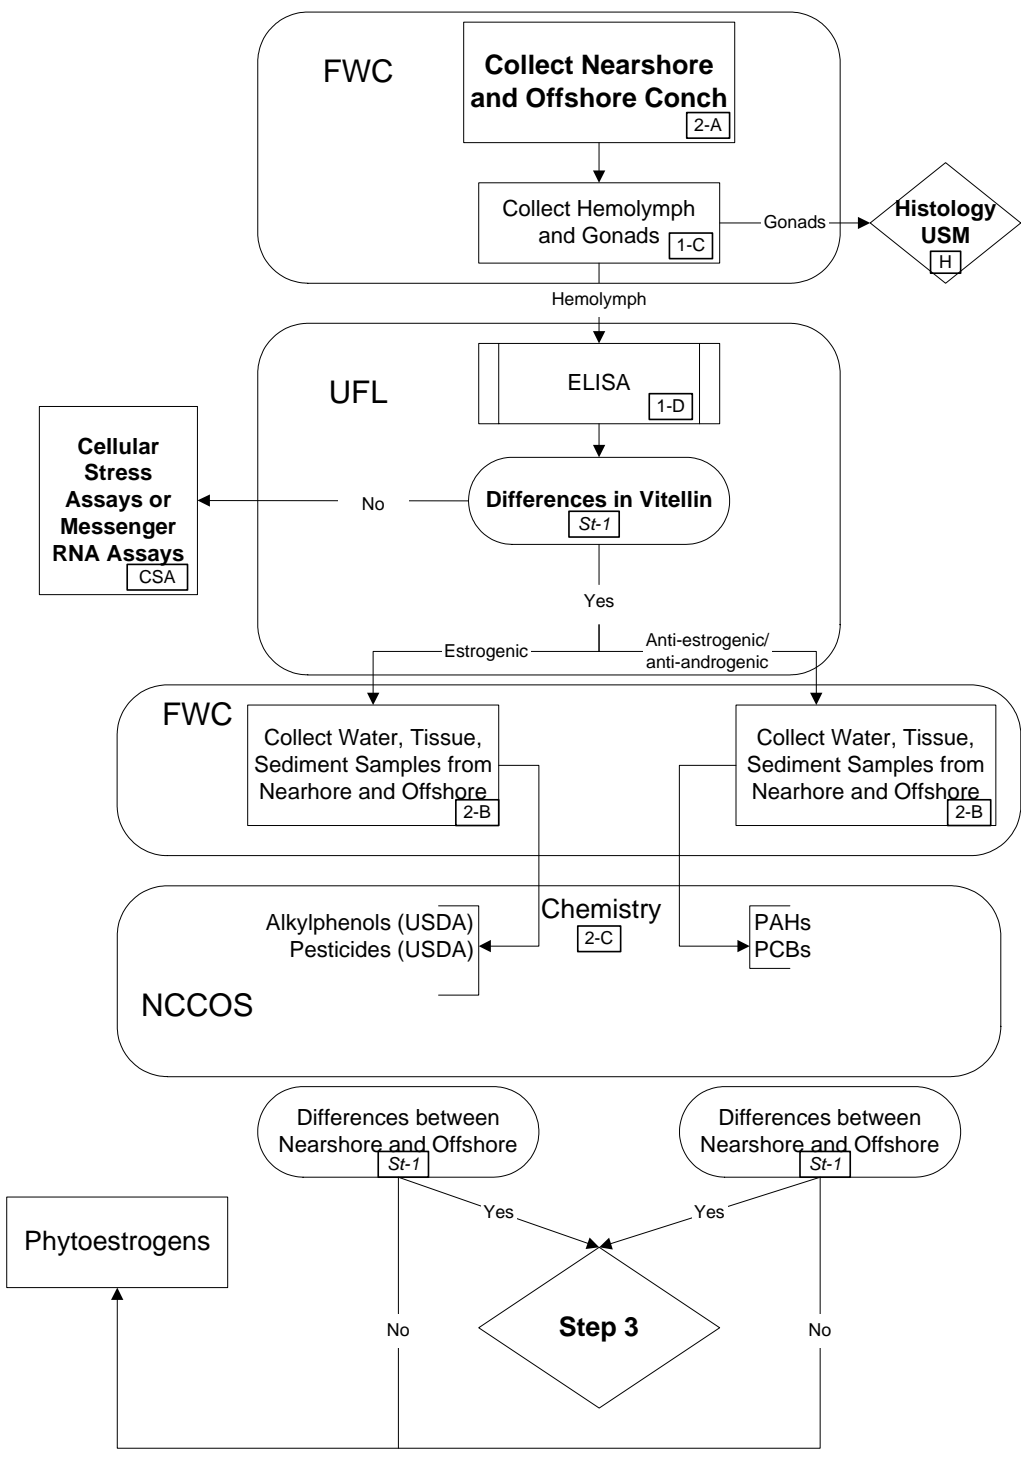 FWC
Collect Nearshore
and Offshore Conch
2-A
Collect Hemolymph
and Gonads
1-C
Gonads
Histology
USM
H
Hemolymph
UFL
ELISA
1-D
Cellular
Stress
Assays or
Messenger
RNA Assays
CSA
No
Differences in Vitellin
St-1
Yes
Estrogenic
Anti-estrogenic/
anti-androgenic
FWC
Collect Water, Tissue,
Sediment Samples from
Nearhore and Offshore
2-B
Collect Water, Tissue,
Sediment Samples from
Nearhore and Offshore
2-B
Chemistry
2-C
Alkylphenols (USDA)
Pesticides (USDA)
PAHs
PCBs
NCCOS
Differences between
Nearshore and Offshore
St-1
Differences between
Nearshore and Offshore
St-1
Yes
Yes
Phytoestrogens
No
Step 3
No